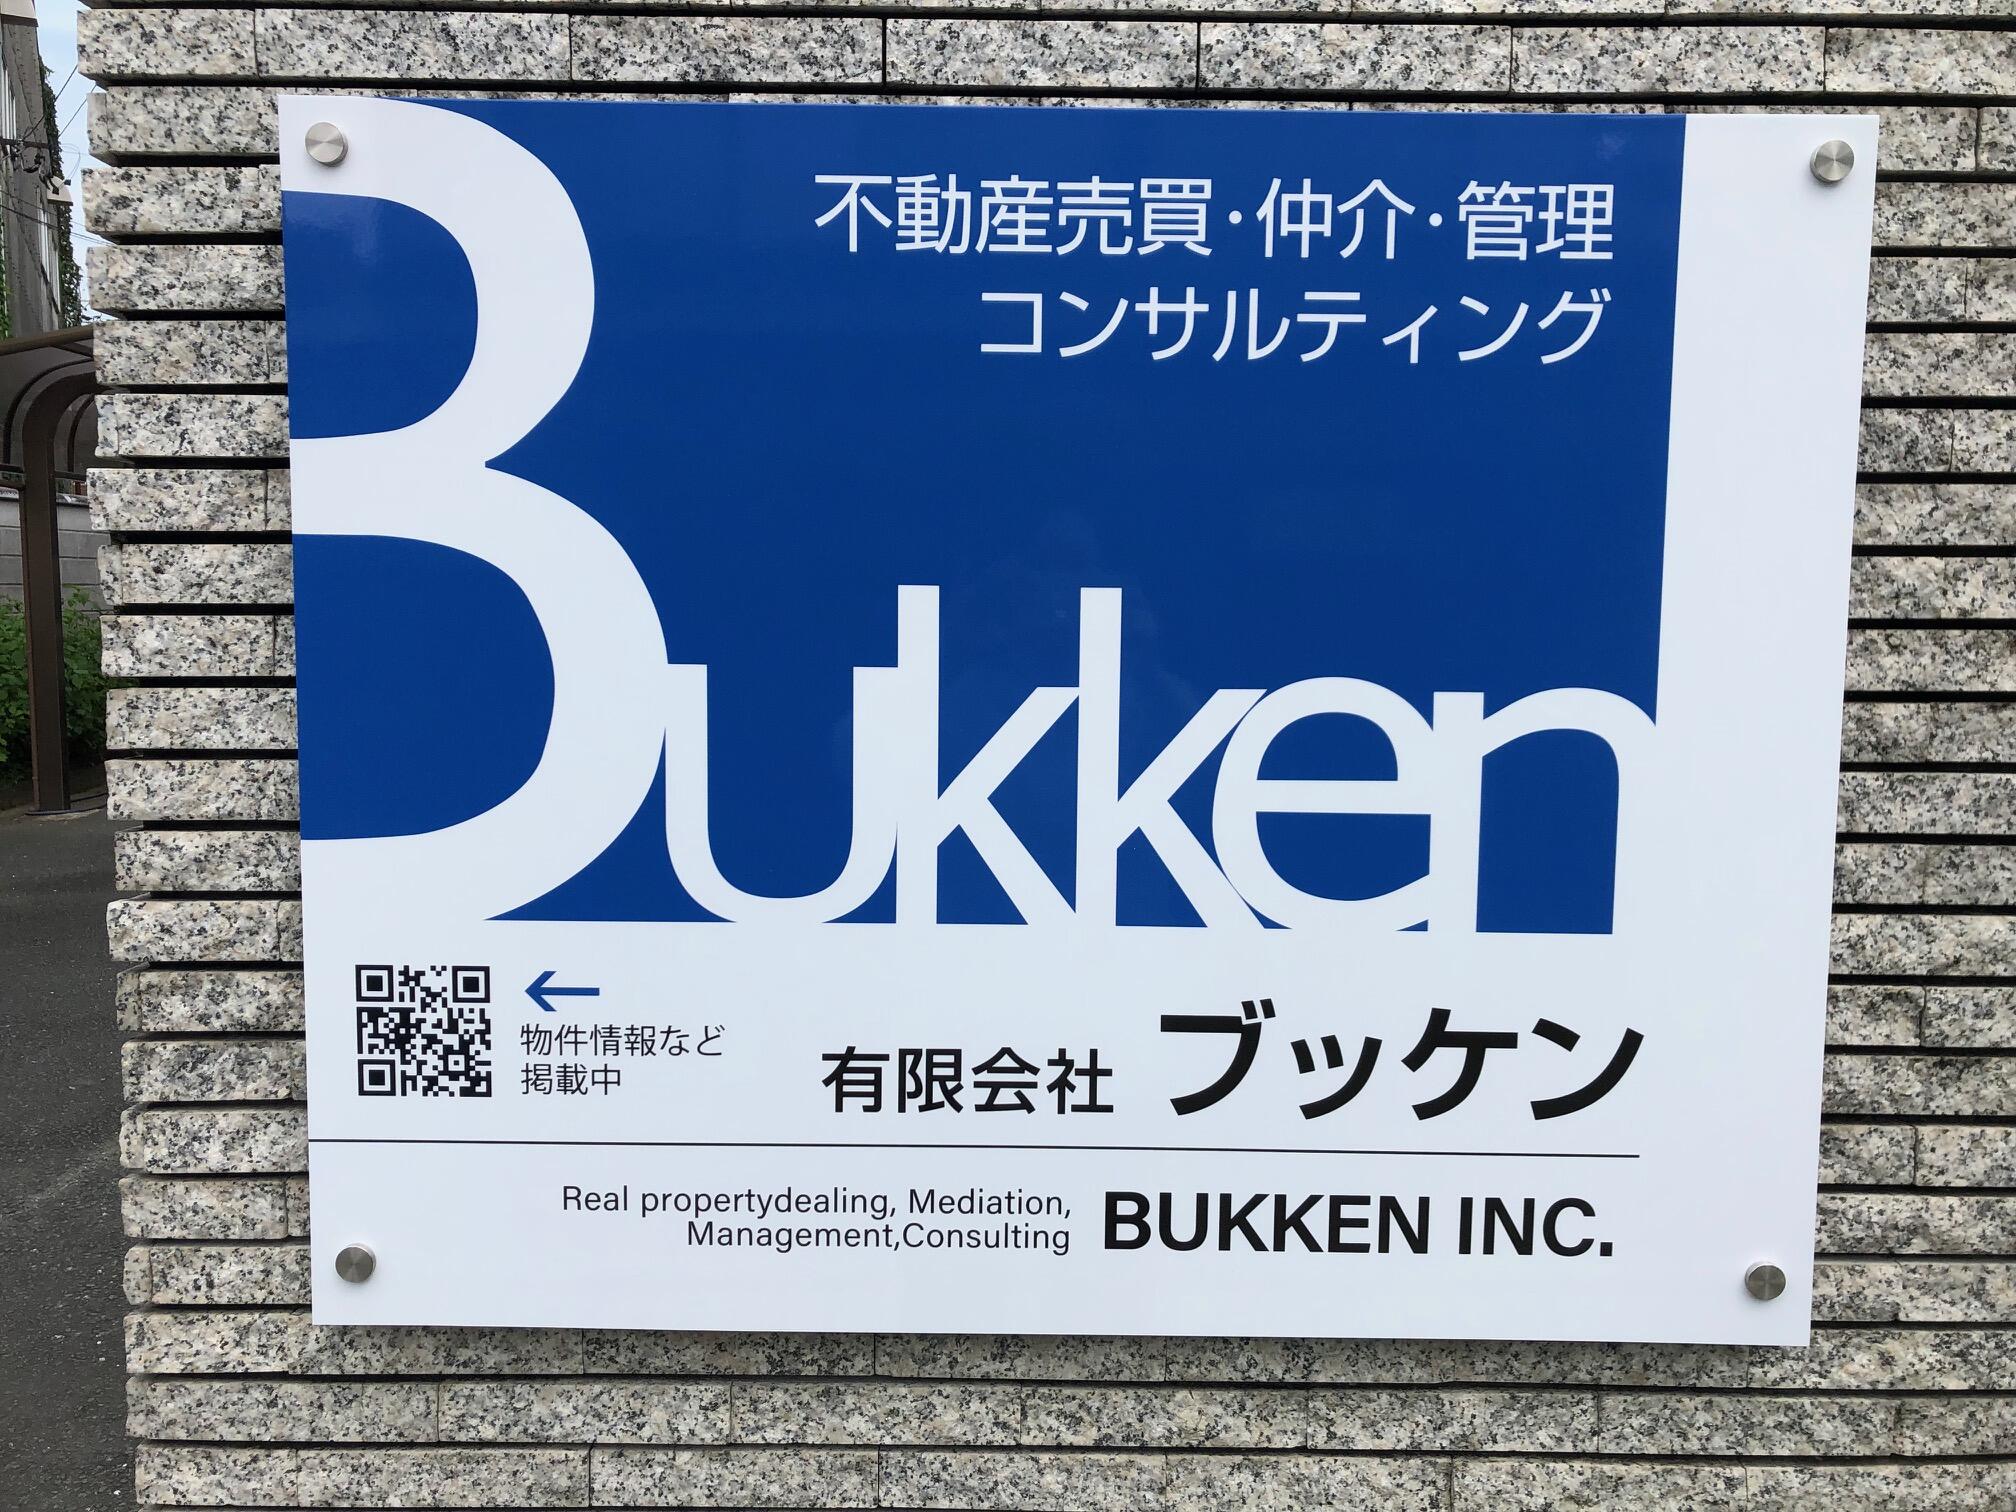 不動産売買・仲介・管理
コンサルティング
Bukken
物件情報など
掲載中
有限会社 ブッケン
Real propertydealing, Mediation,
Management,Consulting
BUKKEN INC.